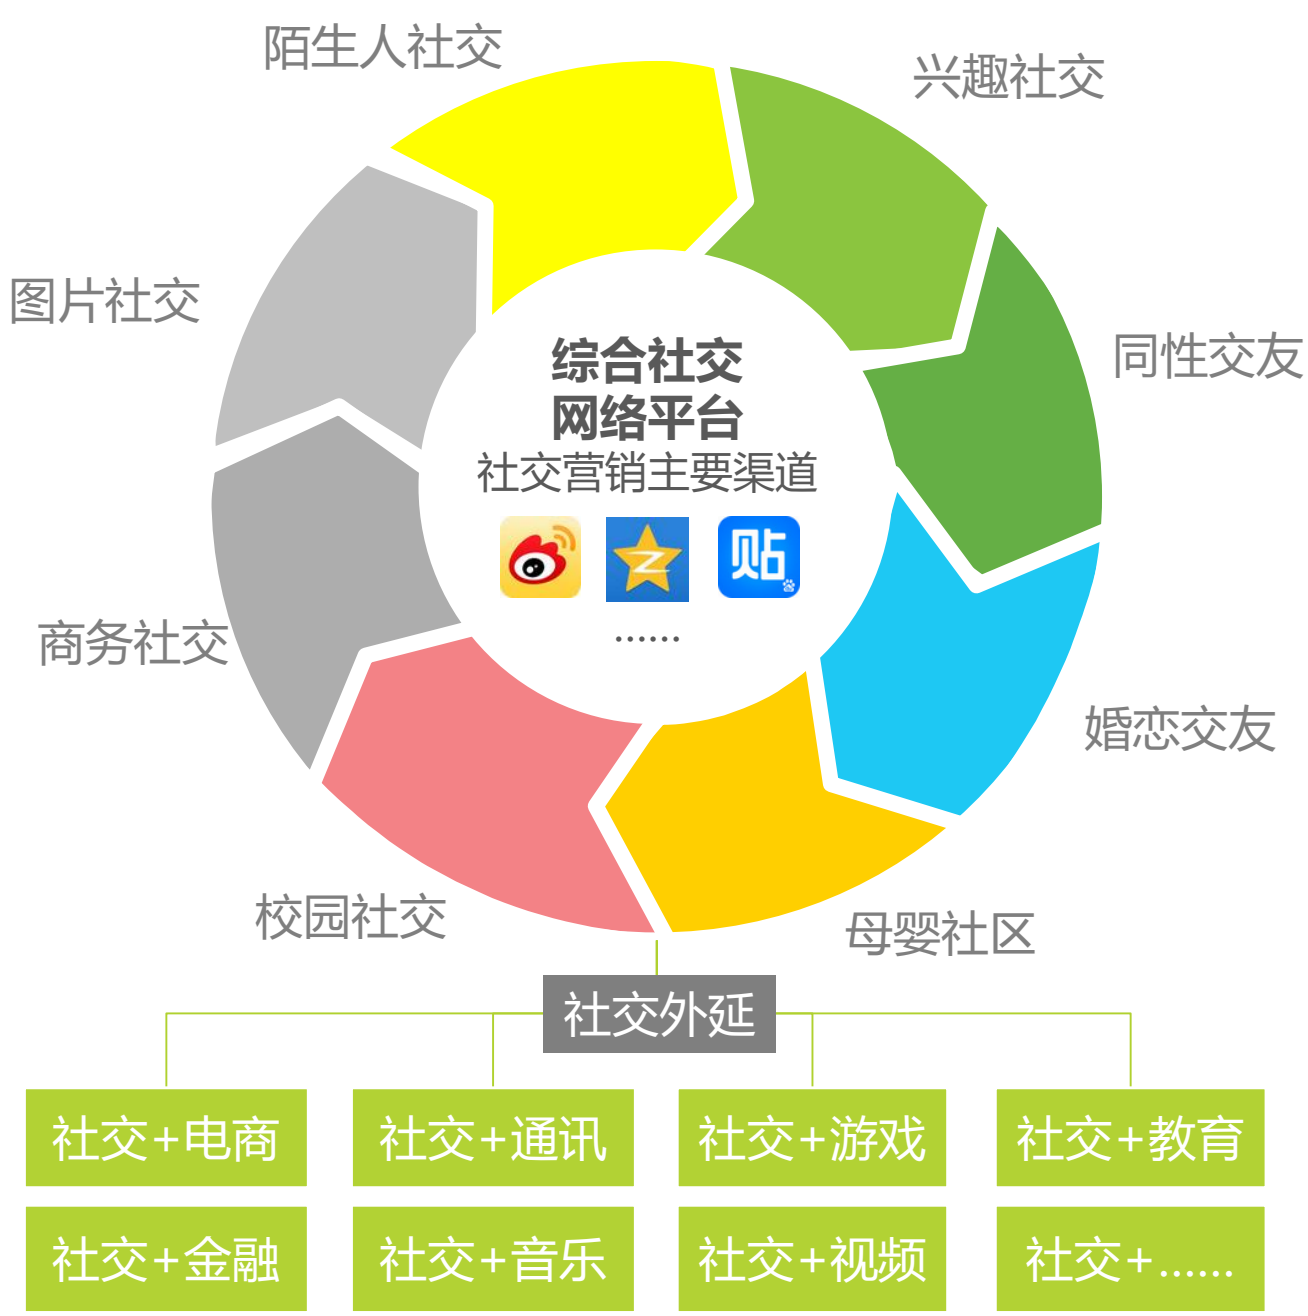 陌生人社交
兴趣社交
图片社交
同性交友
综合社交
网络平台
社交营销主要渠道
贴
……
商务社交
婚恋交友
校园社交
母婴社区
社交外延
社交+电商
社交+通讯
社交+游戏
社交+教育
社交+金融
社交+音乐
社交+视频
社交+……